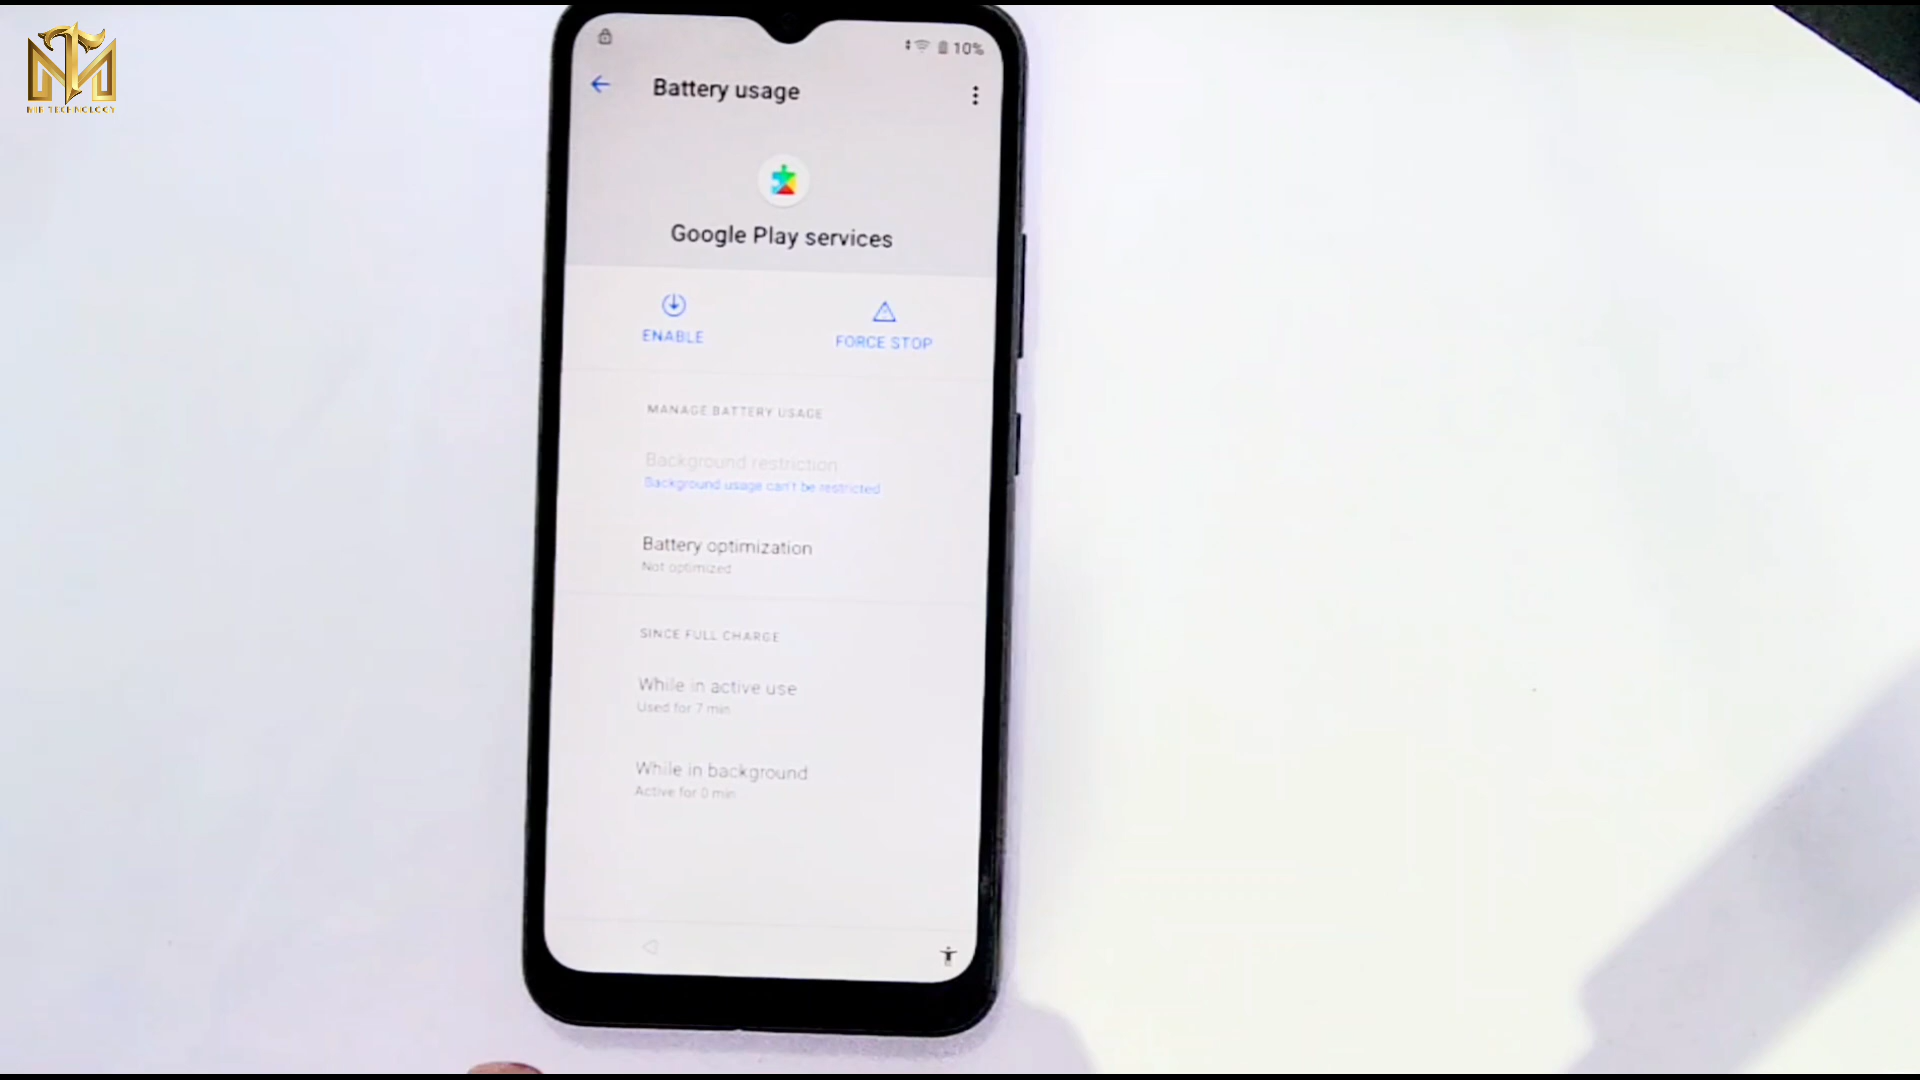 10%
Battery usage
Google Play services
ENABLE
FORCE STOP
MANAGE BATTERY USAGE
Background restriction
Background usage can't be restricted
Battery optimization
Not optimized
SINCE FULL CHARGE
While in active use
Used for 7 min
While in background
Active for 0 min